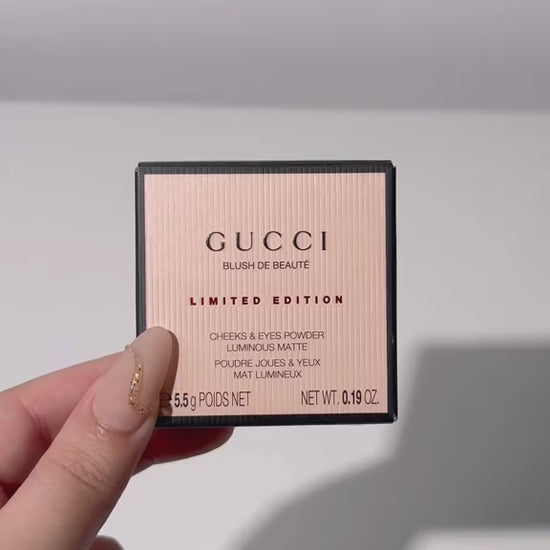 GUCCI
BLUSH DE BEAUTÉ
LIMITED EDITION
CHEEKS & EYES POWDER
LUMINOUS MATTE
POUDRE JOUES & YEUX
MAT LUMINEUX
5.5 g POIDS NET NET WT. 0.19 OZ.